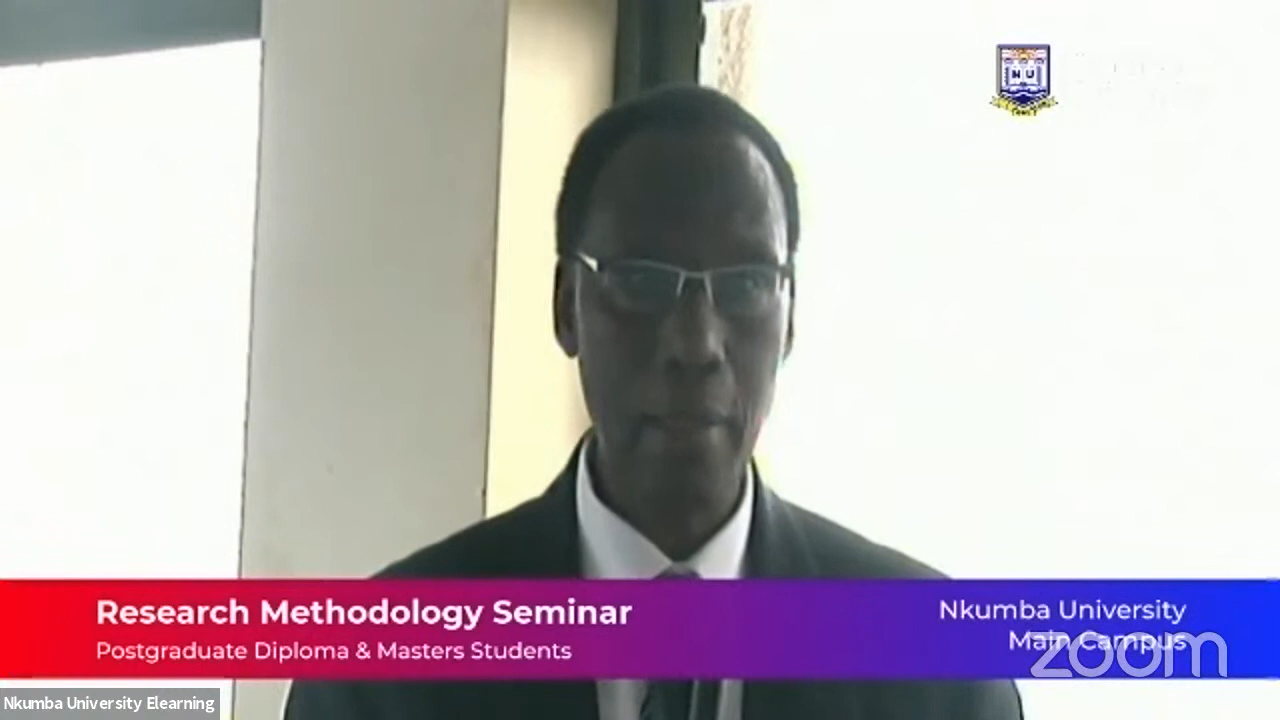 NU
Research Methodology Seminar
Postgraduate Diploma & Masters Students
Nkumba University
Main Campus
zoom
Nkumba University Elearning